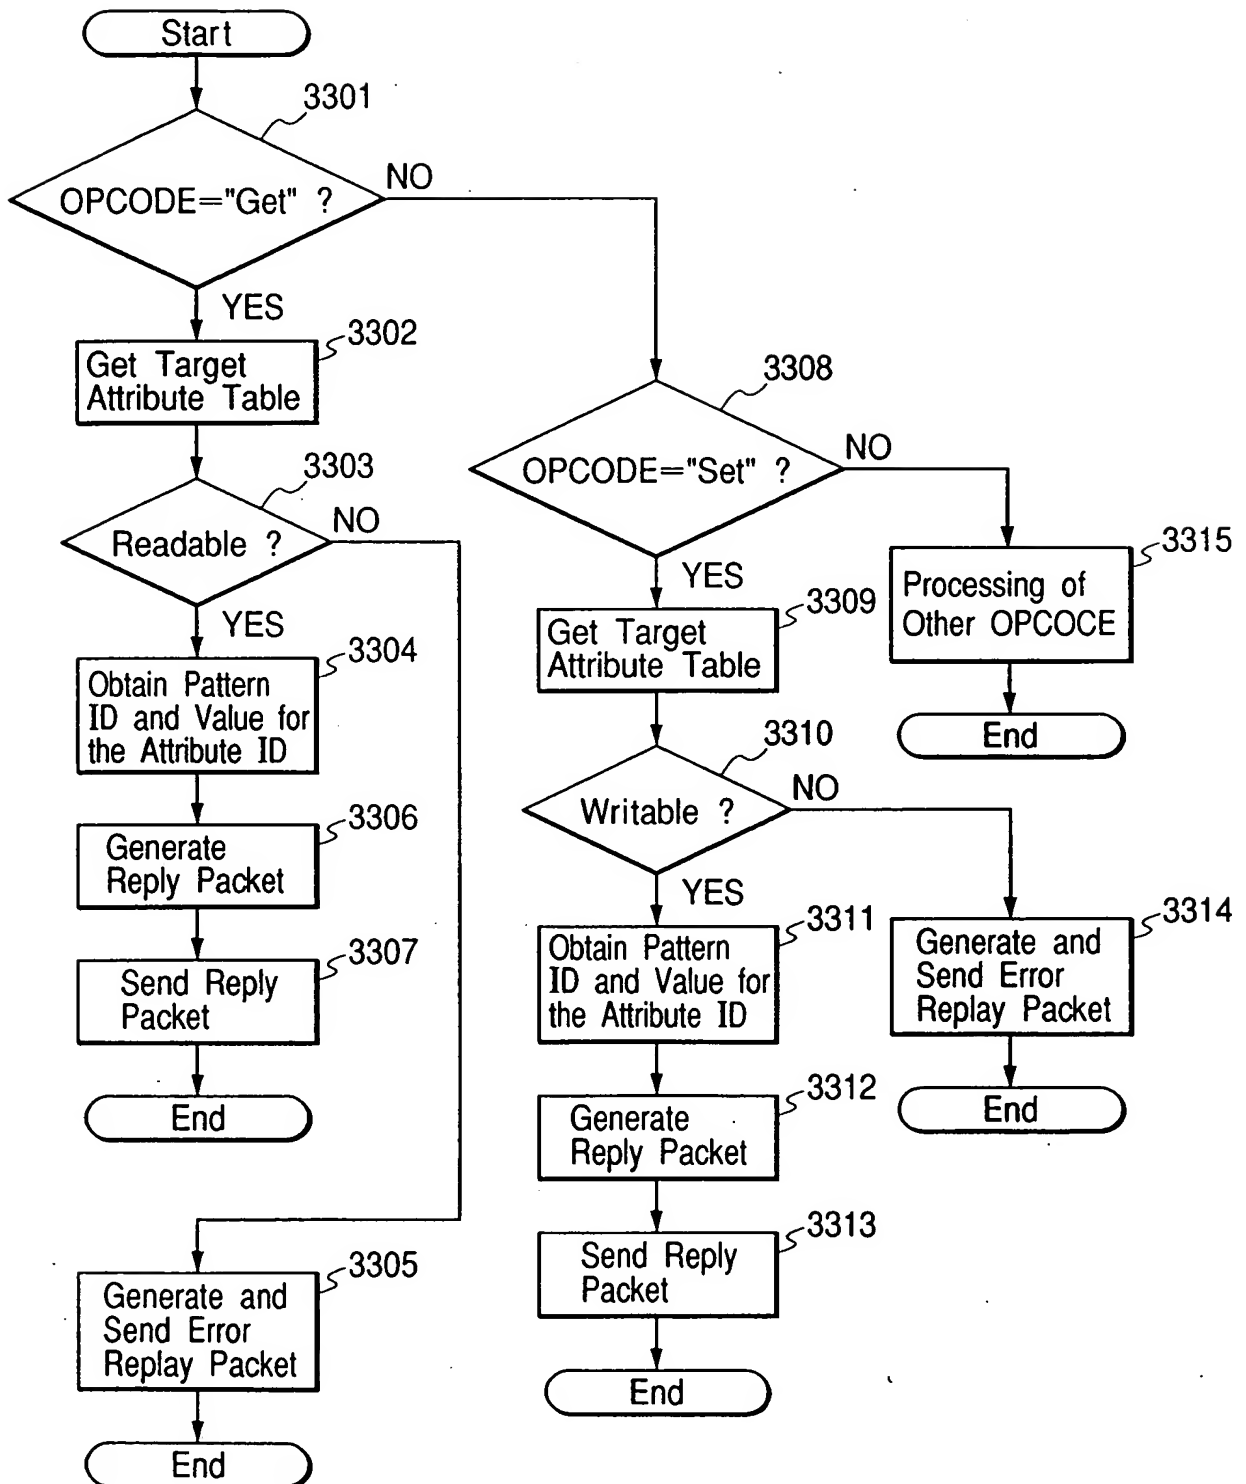 Start
3301
OPCODE="Get" ?
NO
YES
3302
Get Target
Attribute Table
3303
Readable ?
NO
YES
3304
Obtain Pattern
ID and Value for
the Attribute ID
3306
Generate
Reply Packet
3307
Send Reply
Packet
End
3305
Generate and
Send Error
Replay Packet
End
3308
OPCODE="Set" ?
NO
YES
3309
Get Target
Attribute Table
3310
Writable ?
NO
YES
3311
Obtain Pattern
ID and Value for
the Attribute ID
3312
Generate
Reply Packet
3313
Send Reply
Packet
End
3315
Processing of
Other OPCOCE
End
3314
Generate and
Send Error
Replay Packet
End